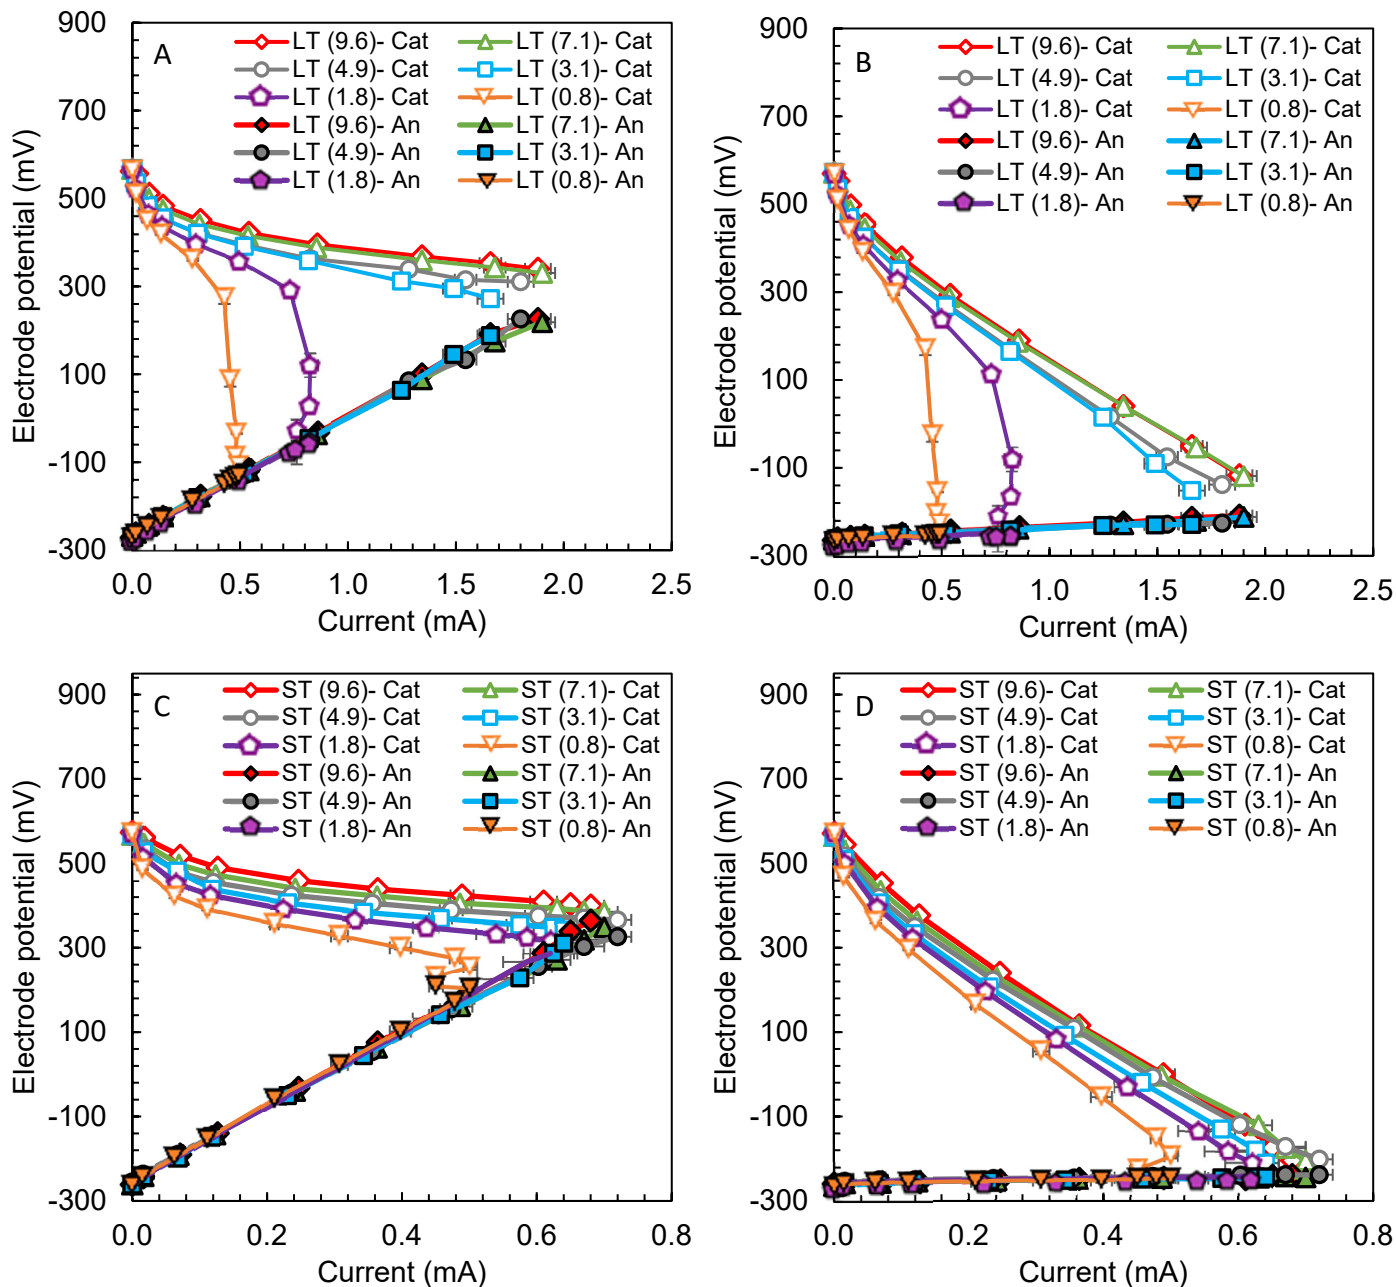 A
LT (9.6)- Cat LT (7.1)- Cat
LT (4.9)- Cat LT (3.1)- Cat
LT (1.8)- Cat LT (0.8)- Cat
LT (9.6)- An LT (7.1)- An
LT (4.9)- An LT (3.1)- An
LT (1.8)- An LT (0.8)- An
Electrode potential (mV)
900
700
500
300
100
-100
-300
0.0 0.5 1.0 1.5 2.0 2.5
Current (mA)
B
LT (9.6)- Cat LT (7.1)- Cat
LT (4.9)- Cat LT (3.1)- Cat
LT (1.8)- Cat LT (0.8)- Cat
LT (9.6)- An LT (7.1)- An
LT (4.9)- An LT (3.1)- An
LT (1.8)- An LT (0.8)- An
Electrode potential (mV)
900
700
500
300
100
-100
-300
0.0 0.5 1.0 1.5 2.0 2.5
Current (mA)
C
ST (9.6)- Cat ST (7.1)- Cat
ST (4.9)- Cat ST (3.1)- Cat
ST (1.8)- Cat ST (0.8)- Cat
ST (9.6)- An ST (7.1)- An
ST (4.9)- An ST (3.1)- An
ST (1.8)- An ST (0.8)- An
Electrode potential (mV)
900
700
500
300
100
-100
-300
0.0 0.2 0.4 0.6 0.8
Current (mA)
D
ST (9.6)- Cat ST (7.1)- Cat
ST (4.9)- Cat ST (3.1)- Cat
ST (1.8)- Cat ST (0.8)- Cat
ST (9.6)- An ST (7.1)- An
ST (4.9)- An ST (3.1)- An
ST (1.8)- An ST (0.8)- An
Electrode potential (mV)
900
700
500
300
100
-100
-300
0.0 0.2 0.4 0.6 0.8
Current (mA)